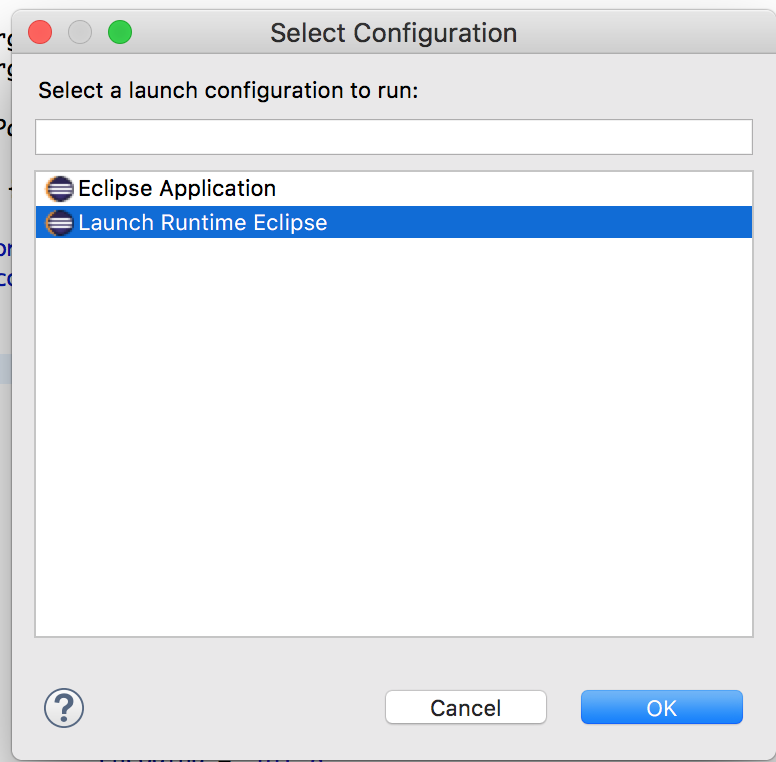 Select Configuration
Select a launch configuration to run:
Eclipse Application
Launch Runtime Eclipse
?
Cancel
OK